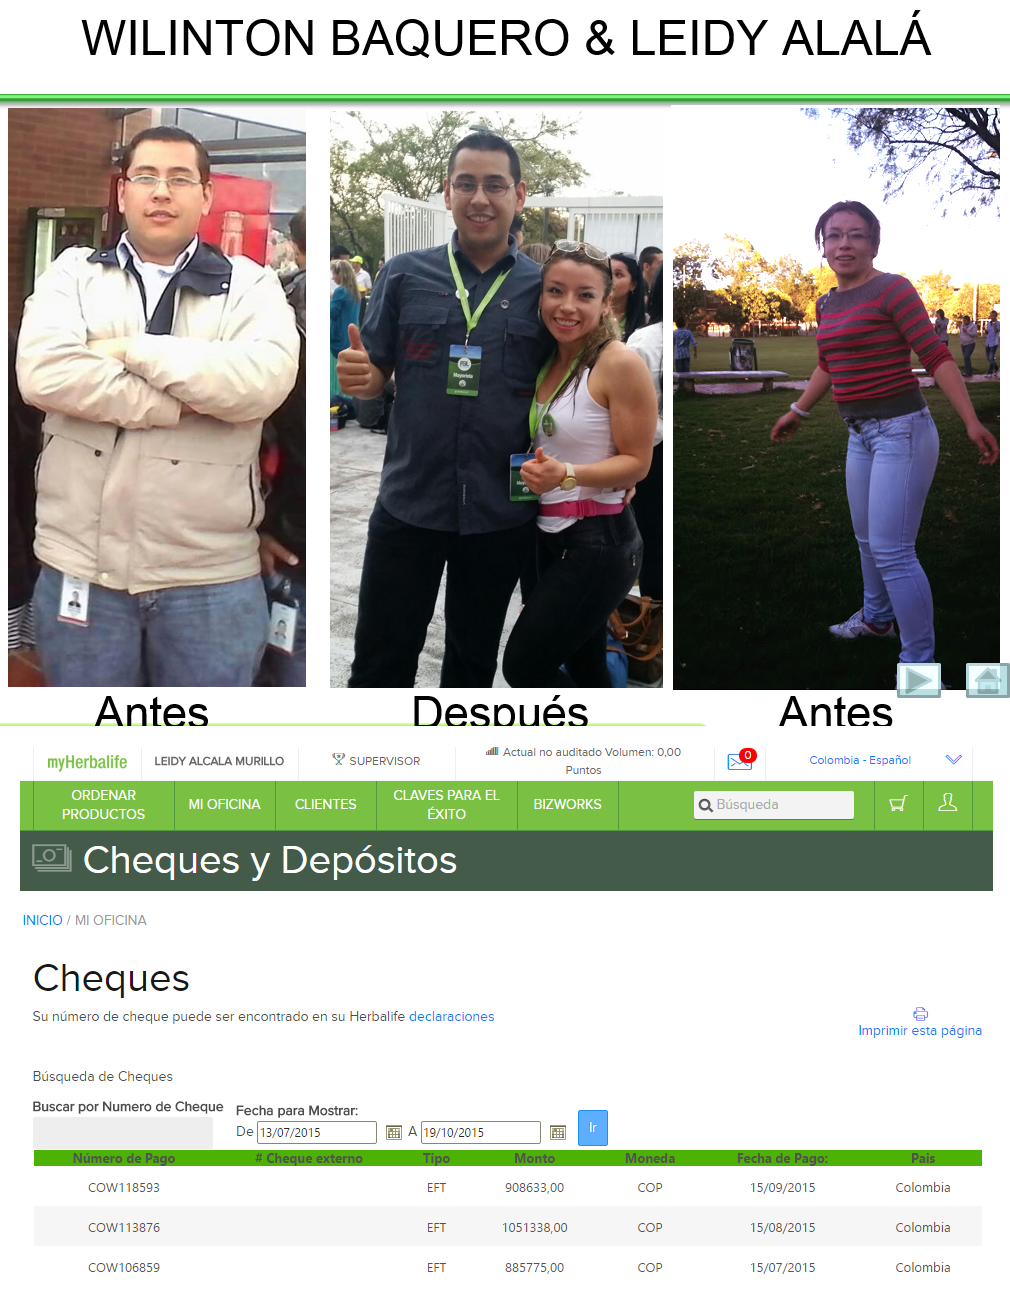 WILINTON BAQUERO & LEIDY ALALÁ
Antes
Después
Antes
myHerbalife
LEIDY ALCALA MURILLO
SUPERVISOR
Actual no auditado Volumen: 0,00
Puntos
0
Colombia - Español
ORDENAR
PRODUCTOS
MI OFICINA
CLIENTES
CLAVES PARA EL
ÉXITO
BIZWORKS
Búsqueda
Cheques y Depósitos
INICIO / MI OFICINA
Cheques
Su número de cheque puede ser encontrado en su Herbalife declaraciones
Imprimir esta página
Búsqueda de Cheques
Buscar por Numero de Cheque
Fecha para Mostrar:
De 13/07/2015 A 19/10/2015 Ir
Número de Pago # Cheque externo Tipo Monto Moneda Fecha de Pago: Pais
COW118593 EFT 908633,00 COP 15/09/2015 Colombia
COW113876 EFT 1051338,00 COP 15/08/2015 Colombia
COW106859 EFT 885775,00 COP 15/07/2015 Colombia